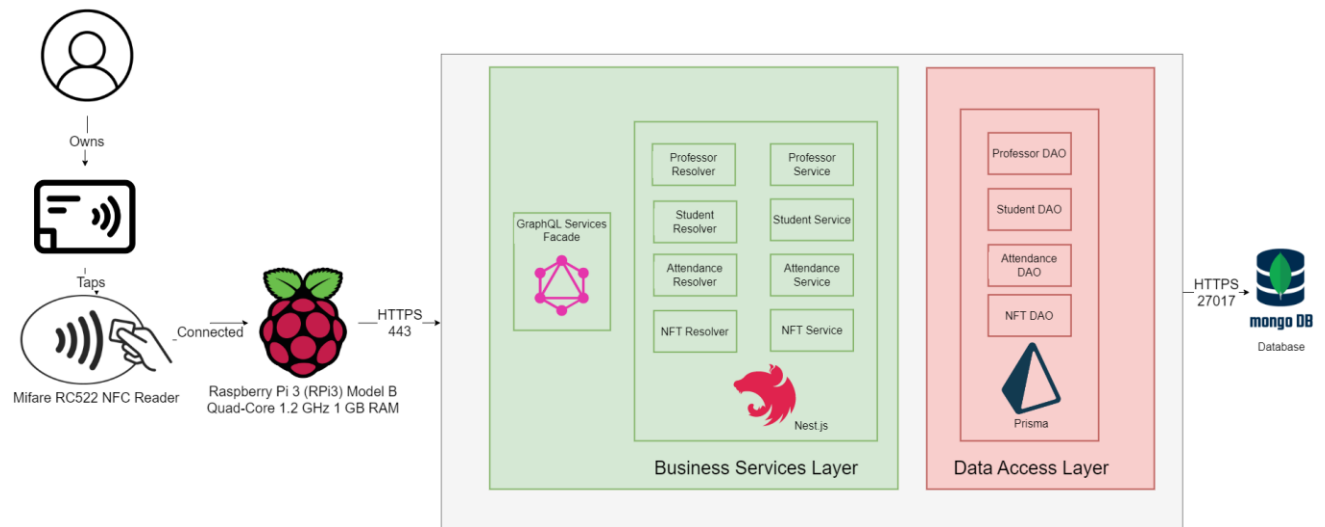 Owns
Taps
Mifare RC522 NFC Reader
Connected
Raspberry Pi 3 (RPi3) Model B
Quad-Core 1.2 GHz 1 GB RAM
HTTPS
443
GraphQL Services
Facade
Professor
Resolver
Professor
Service
Student
Resolver
Student Service
Attendance
Resolver
Attendance
Service
NFT Resolver
NFT Service
Nest.js
Business Services Layer
Professor DAO
Student DAO
Attendance
DAO
NFT DAO
Prisma
Data Access Layer
HTTPS
27017
mongo DB
Database